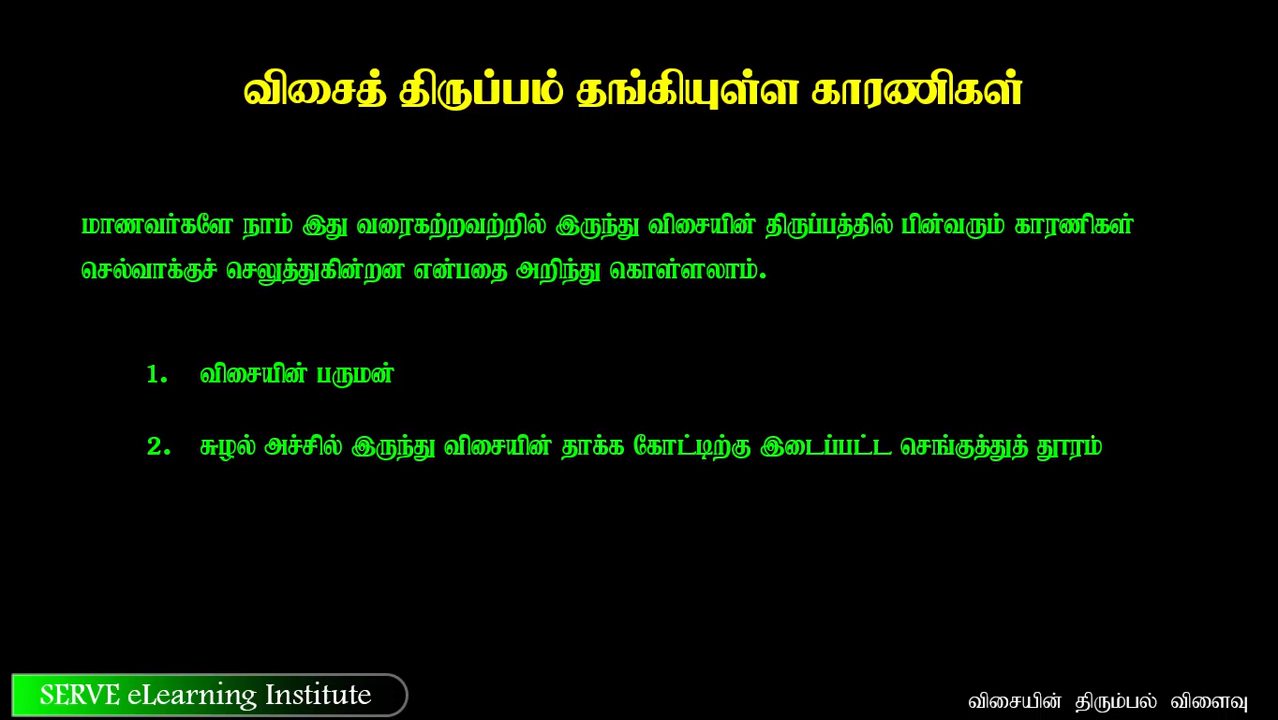 விசைத் திருப்பம் தங்கியுள்ள காரணிகள்
மாணவர்களே நாம் இது வரைகற்றவற்றில் இருந்து விசையின் திருப்பத்தில் பின்வரும் காரணிகள்
செல்வாக்குச் செலுத்துகின்றன என்பதை அறிந்து கொள்ளலாம்.
1. விசையின் பருமன்
2. சுழல் அச்சில் இருந்து விசையின் தாக்க கோட்டிற்கு இடைப்பட்ட செங்குத்துத் தூரம்
SERVE eLearning Institute
விசையின் திரும்பல் விளைவு